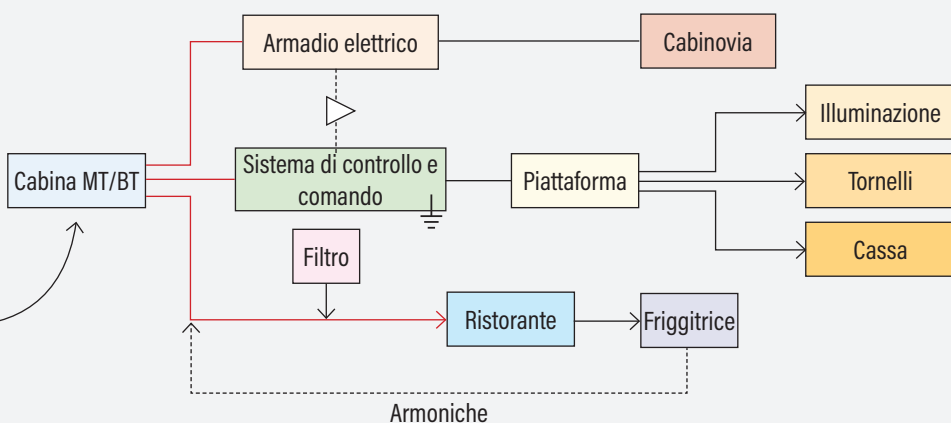 Armadio elettrico
Cabinovia
Illuminazione
Cabina MT/BT
Sistema di controllo e
comando
Piattaforma
Tornelli
Filtro
Cassa
Ristorante
Friggitrice
Armoniche